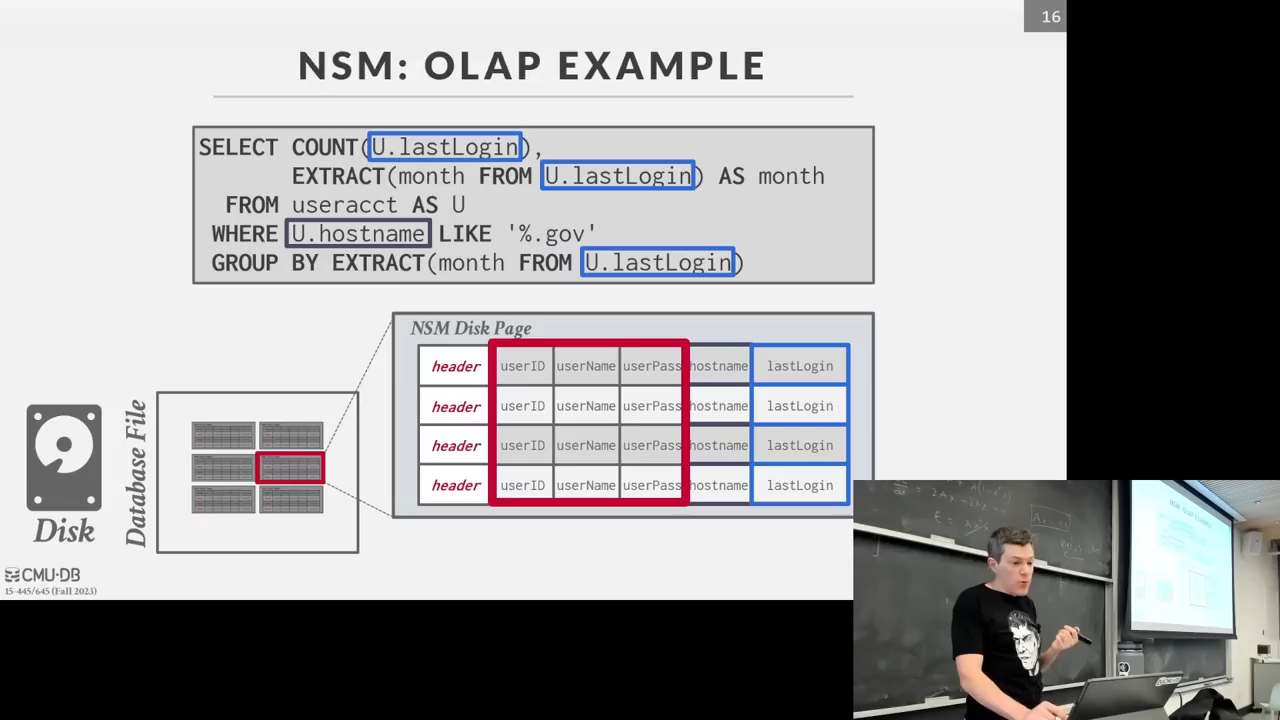 16
NSM: OLAP EXAMPLE
SELECT COUNT(U.lastLogin),
EXTRACT(month FROM U.lastLogin) AS month
FROM useracct AS U
WHERE U.hostname LIKE '%.gov'
GROUP BY EXTRACT(month FROM U.lastLogin)
NSM Disk Page
header userID userName userPass hostname lastLogin
header userID userName userPass hostname lastLogin
header userID userName userPass hostname lastLogin
header userID userName userPass hostname lastLogin
Database File
Disk
CMU·DB
15-445/645 (Fall 2023)
NSM: OLAP EXAMPLE